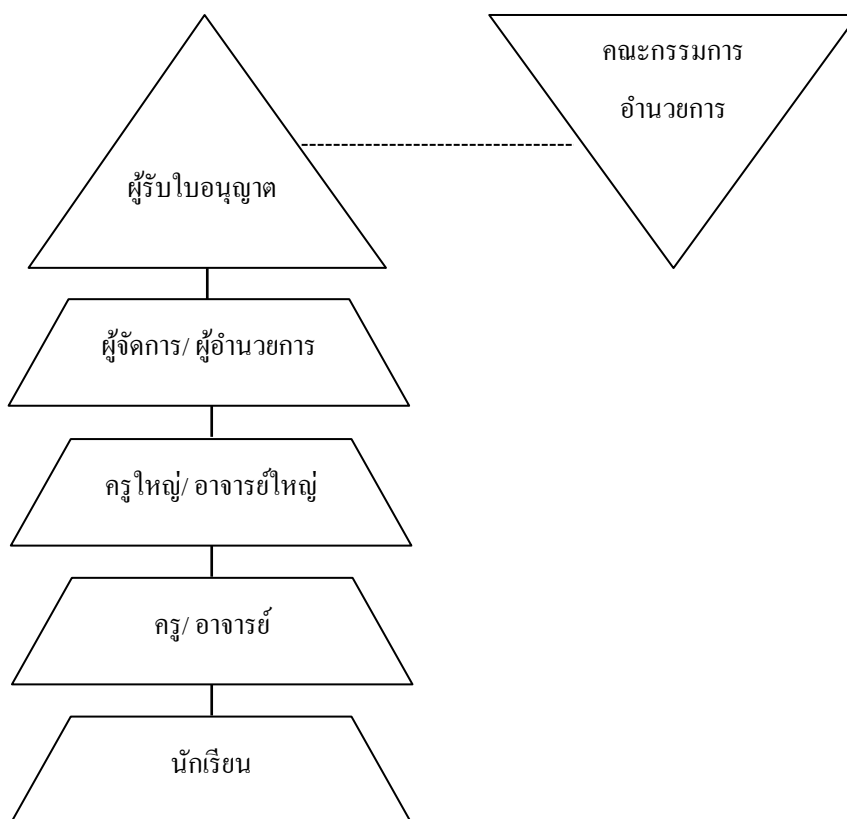 คณะกรรมการ
อำนวยการ
ผู้รับใบอนุญาต
ผู้จัดการ/ ผู้อำนวยการ
ครูใหญ่/ อาจารย์ใหญ่
ครู/ อาจารย์
นักเรียน